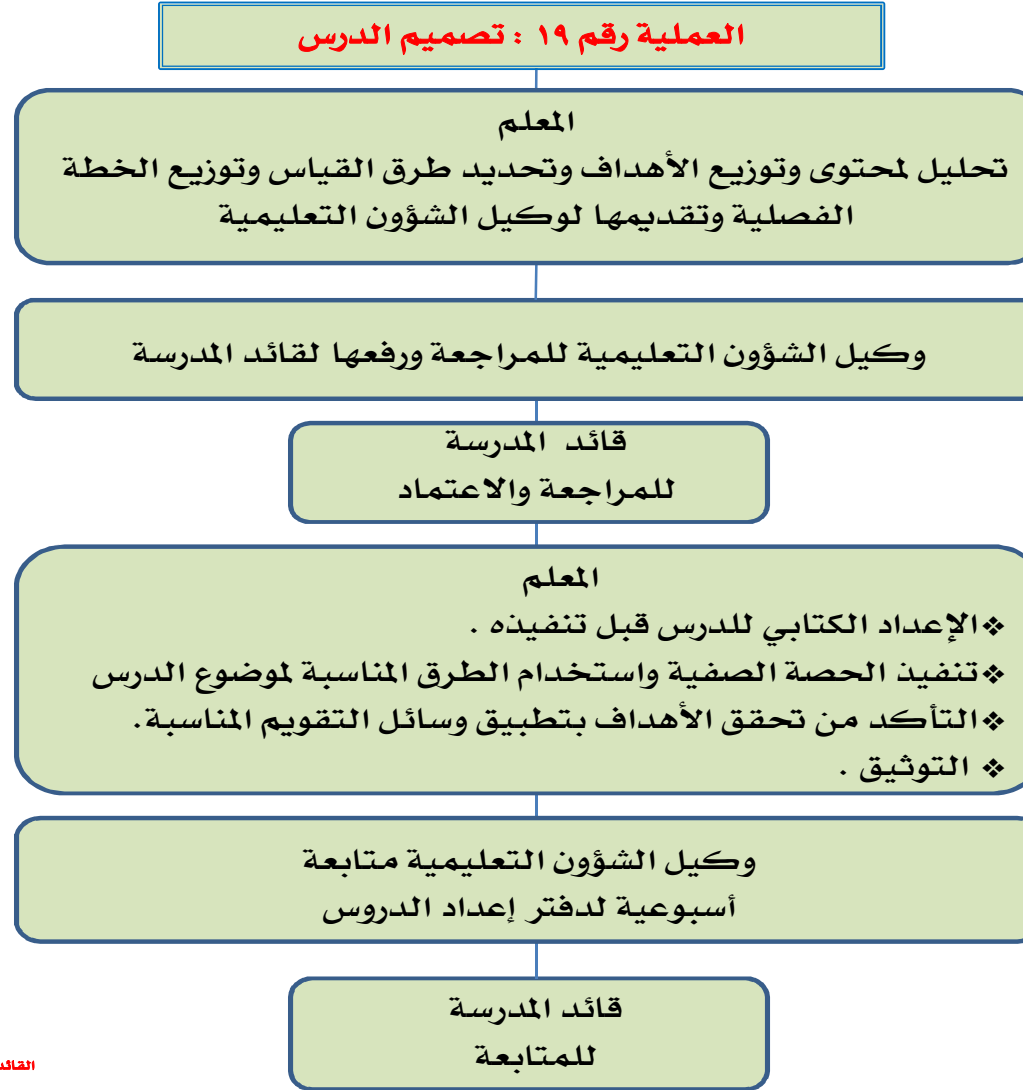 العملية رقم ١٩ : تصميم الدرس
المعلم
تحليل لمحتوى وتوزيع الأهداف وتحديد طرق القياس وتوزيع الخطة
الفصلية وتقديمها لوكيل الشؤون التعليمية
وكيل الشؤون التعليمية للمراجعة ورفعها لقائد المدرسة
قائد المدرسة
للمراجعة والاعتماد
المعلم
❖الإعداد الكتابي للدرس قبل تنفيذه .
❖تنفيذ الحصة الصفية واستخدام الطرق المناسبة لموضوع الدرس
❖التأكد من تحقق الأهداف بتطبيق وسائل التقويم المناسبة.
❖ التوثيق .
وكيل الشؤون التعليمية متابعة
أسبوعية لدفتر إعداد الدروس
قائد المدرسة
للمتابعة